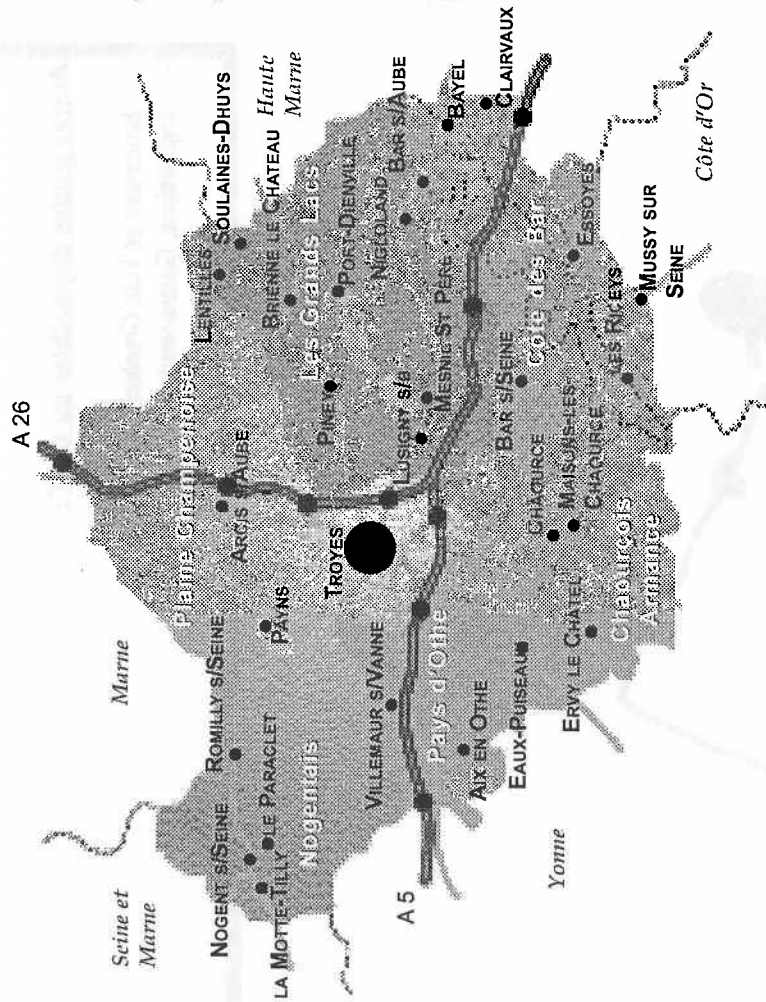 A 26
Seine et
Marne
Marne
Haute
Marne
LENTILLES
SOULAINES-DHUYS
NOGENT S/SEINE
ROMILLY S/SEINE
Plaine Champenoise
LA MOTTE-TILLY
LE PARACLET
PAYNS
ARCIS S/AUBE
BRIENNE LE CHATEAU
Les Grands Lacs
Nogentais
TROYES
PINEY
PORT-DIENVILLE
NIGLOLAND
BAR S/AUBE
VILLEMAUR S/VANNE
LUSIGNY S/B
MESNIL ST PÈRE
BAYEL
A 5
Pays d'Othe
CLAIRVAUX
AIX EN OTHE
EAUX-PUISEAUX
BAR S/SEINE
Côte des Bar
Yonne
CHAOURCE
MAISONS-LES
CHAOURCE
ESSOYES
ERVY LE CHÂTEL
LES RICEYS
Chaourçois
Armance
MUSSY SUR
SEINE
Côte d'Or